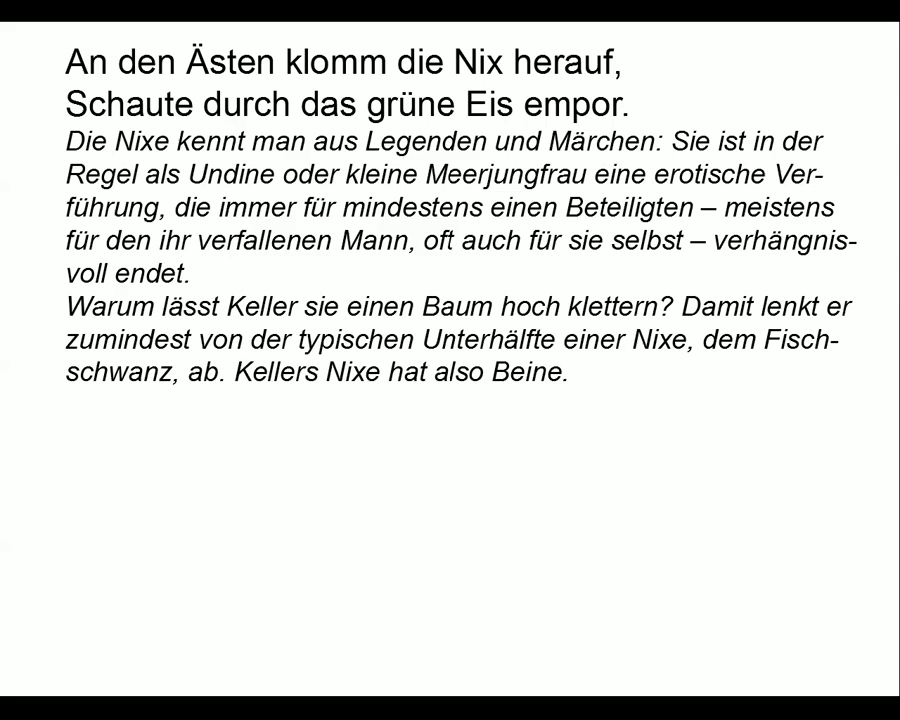 An den Ästen klomm die Nix herauf,
Schaute durch das grüne Eis empor.
Die Nixe kennt man aus Legenden und Märchen: Sie ist in der
Regel als Undine oder kleine Meerjungfrau eine erotische Ver-
führung, die immer für mindestens einen Beteiligten – meistens
für den ihr verfallenen Mann, oft auch für sie selbst – verhängnis-
voll endet.
Warum lässt Keller sie einen Baum hoch klettern? Damit lenkt er
zumindest von der typischen Unterhälfte einer Nixe, dem Fisch-
schwanz, ab. Kellers Nixe hat also Beine.